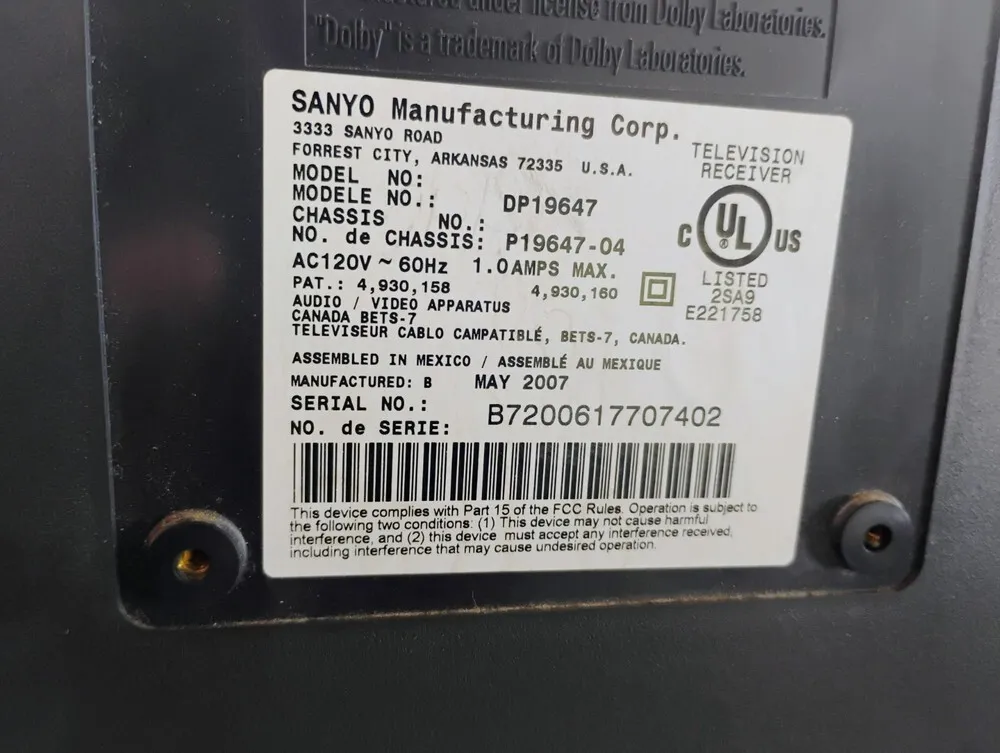 under license from Dolby Laboratories.
"Dolby" is a trademark of Dolby Laboratories.
SANYO Manufacturing Corp.
3333 SANYO ROAD
FORREST CITY, ARKANSAS 72335 U.S.A.
TELEVISION
RECEIVER
MODEL NO:
MODELE NO.: DP19647
CHASSIS NO.:
NO. de CHASSIS: P19647-04
C UL ® US
AC120V ~ 60Hz 1.0AMPS MAX.
LISTED
2SA9
E221758
PAT.: 4,930,158 4,930,160
AUDIO / VIDEO APPARATUS
CANADA BETS-7
TELEVISEUR CABLO CAMPATIBLÉ, BETS-7, CANADA.
ASSEMBLED IN MEXICO / ASSEMBLÉ AU MEXIQUE
MANUFACTURED: B MAY 2007
SERIAL NO.:
NO. de SERIE: B7200617707402
This device complies with Part 15 of the FCC Rules. Operation is subject to
the following two conditions: (1) This device may not cause harmful
interference, and (2) this device must accept any interference received,
including interference that may cause undesired operation.